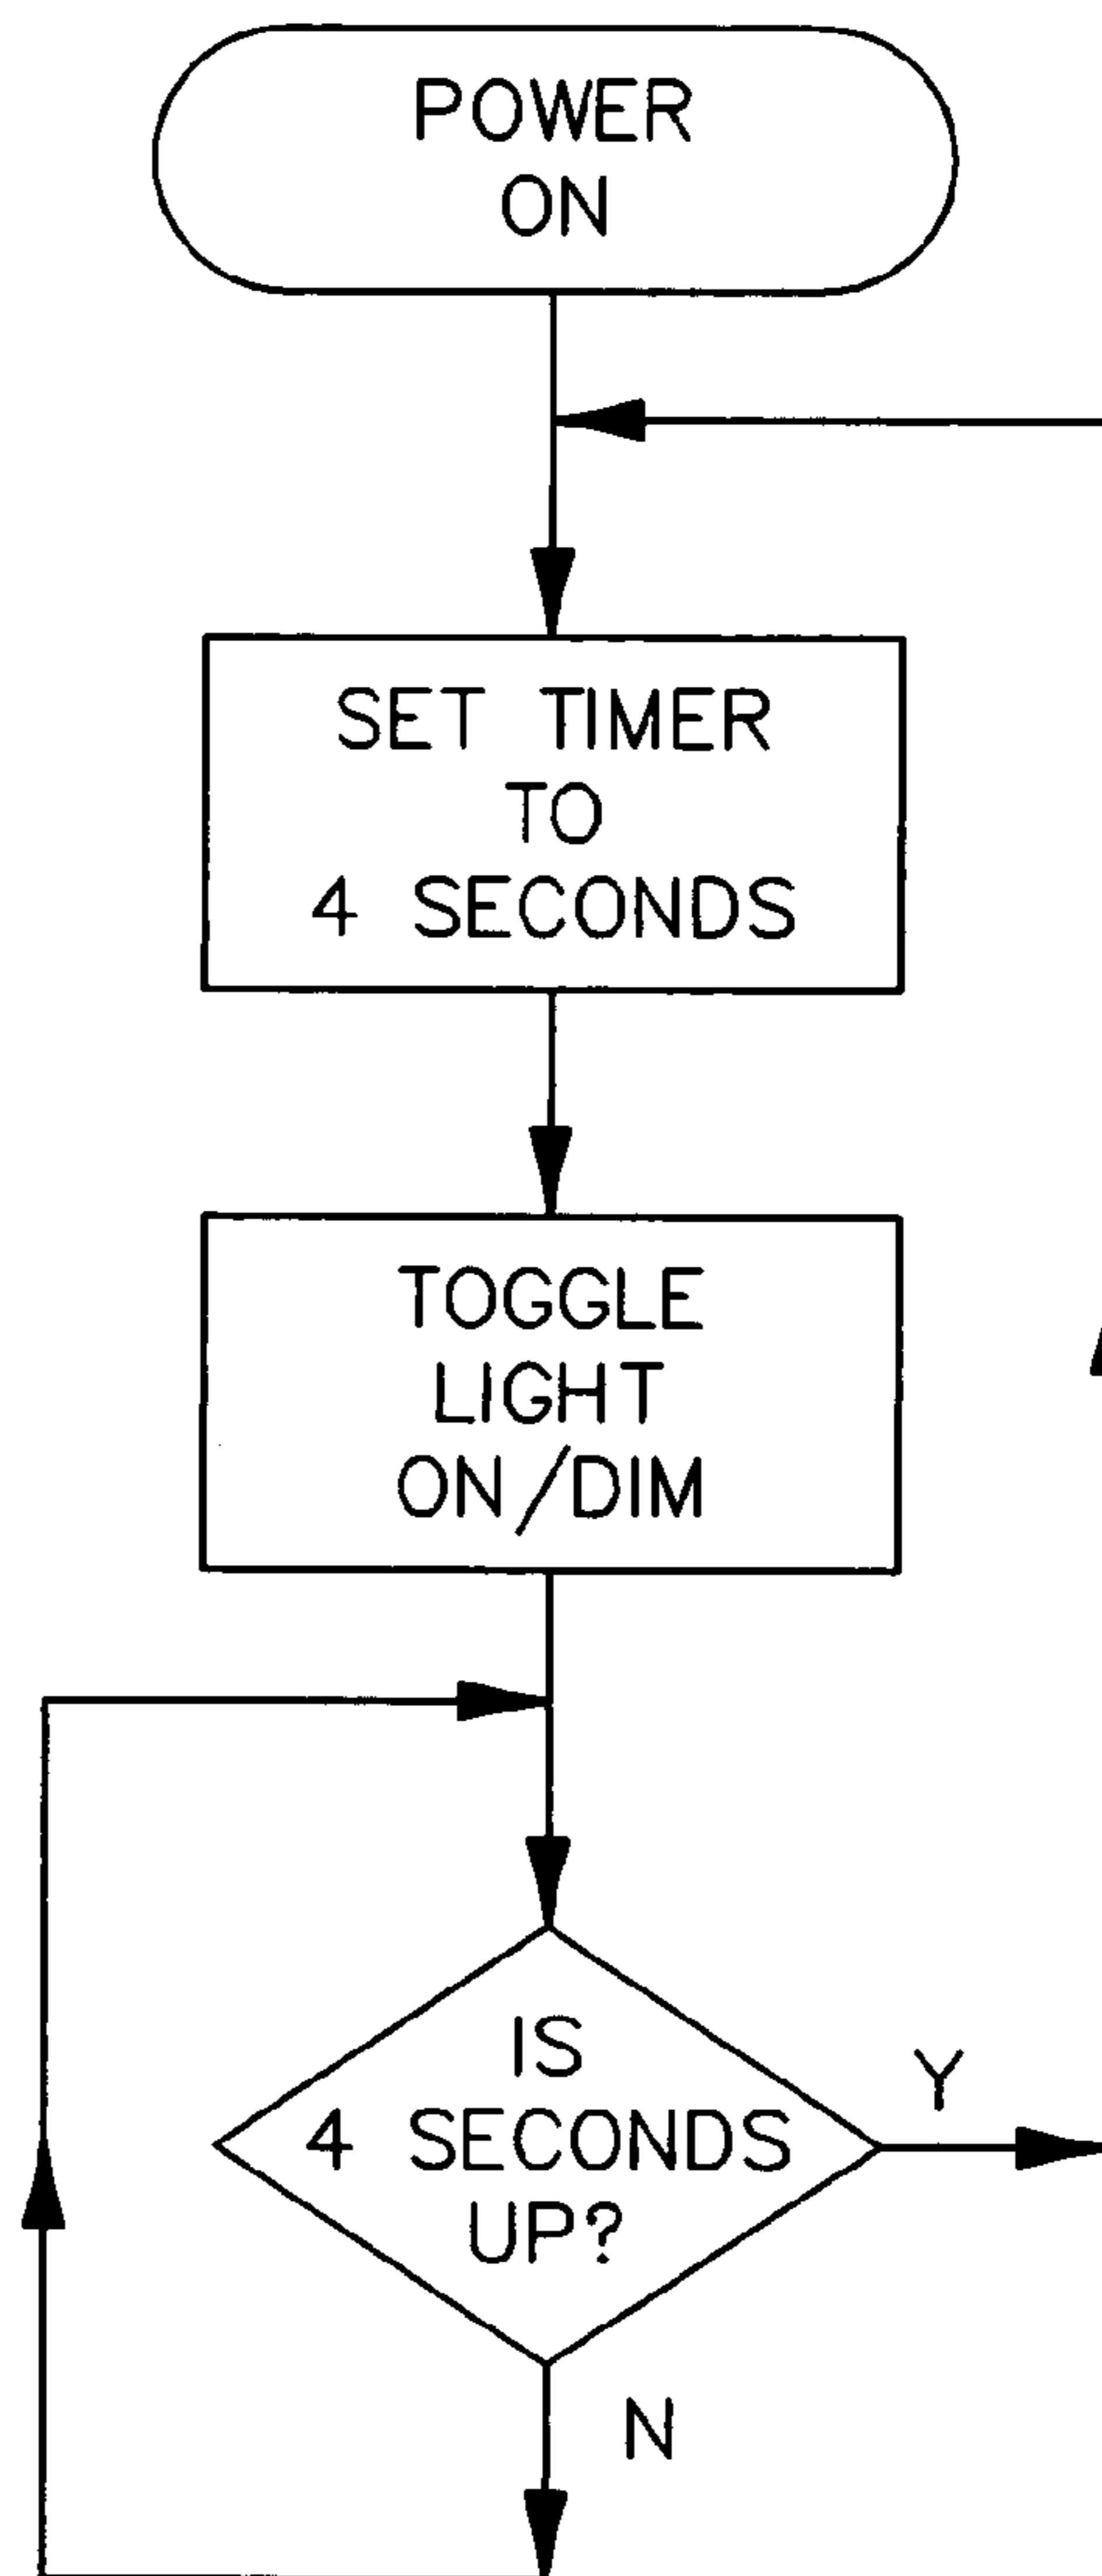 POWER
ON
SET TIMER
TO
4 SECONDS
TOGGLE
LIGHT
ON/DIM
IS
4 SECONDS
UP?
Y
N